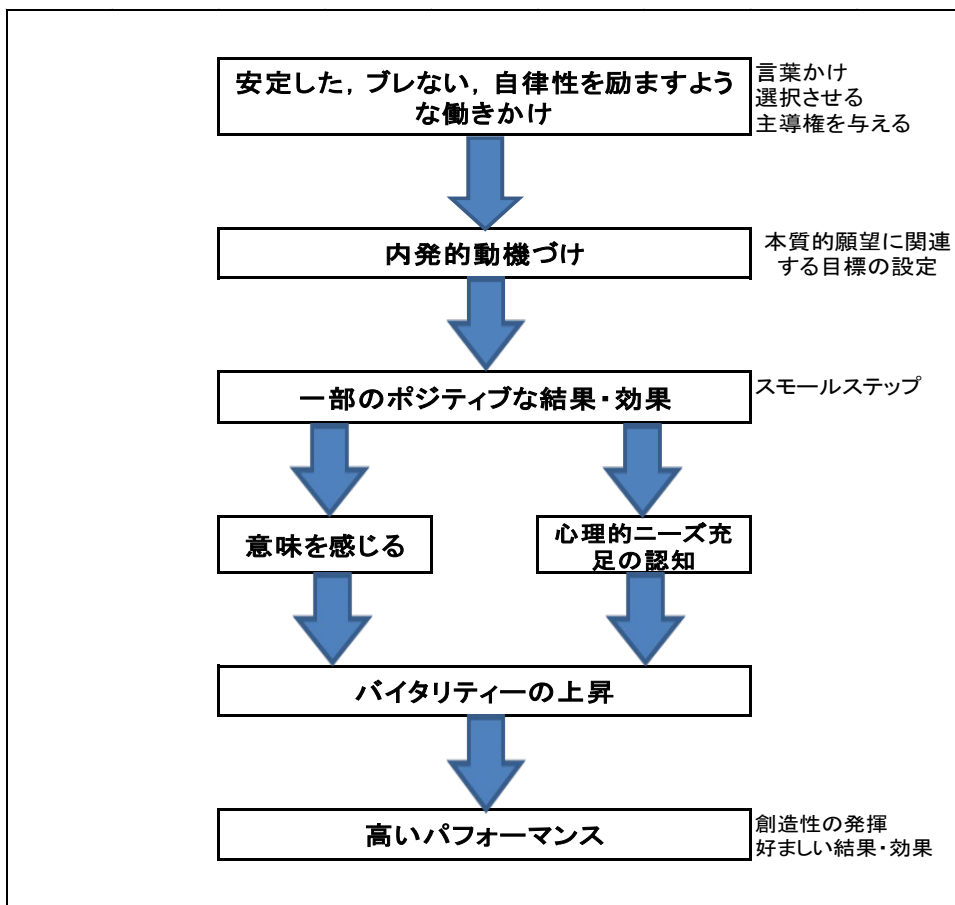 安定した，ブレない，自律性を励ますよう
な働きかけ
言葉かけ
選択させる
主導権を与える
内発的動機づけ
本質的願望に関連
する目標の設定
一部のポジティブな結果・効果
スモールステップ
意味を感じる
心理的ニーズ充
足の認知
バイタリティーの上昇
高いパフォーマンス
創造性の発揮
好ましい結果・効果